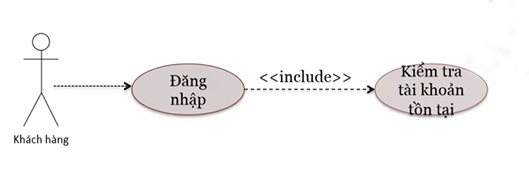 Khách hàng
Đăng
nhập
<<include>>
Kiểm tra
tài khoản
tồn tại